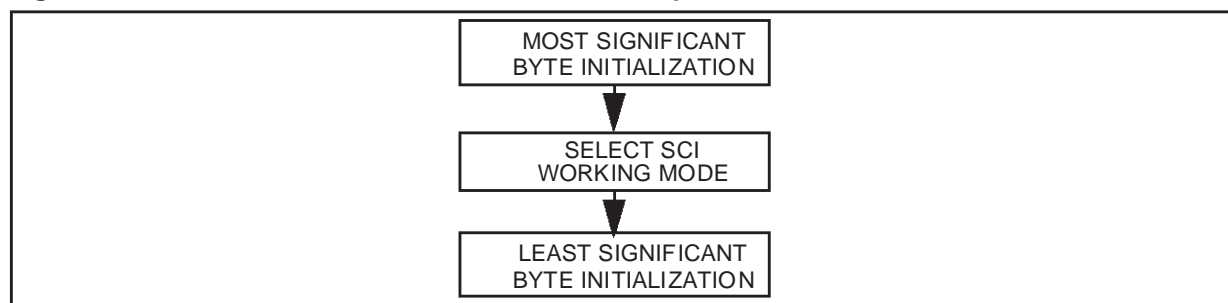 MOST SIGNIFICANT
BYTE INITIALIZATION
SELECT SCI
WORKING MODE
LEAST SIGNIFICANT
BYTE INITIALIZATION